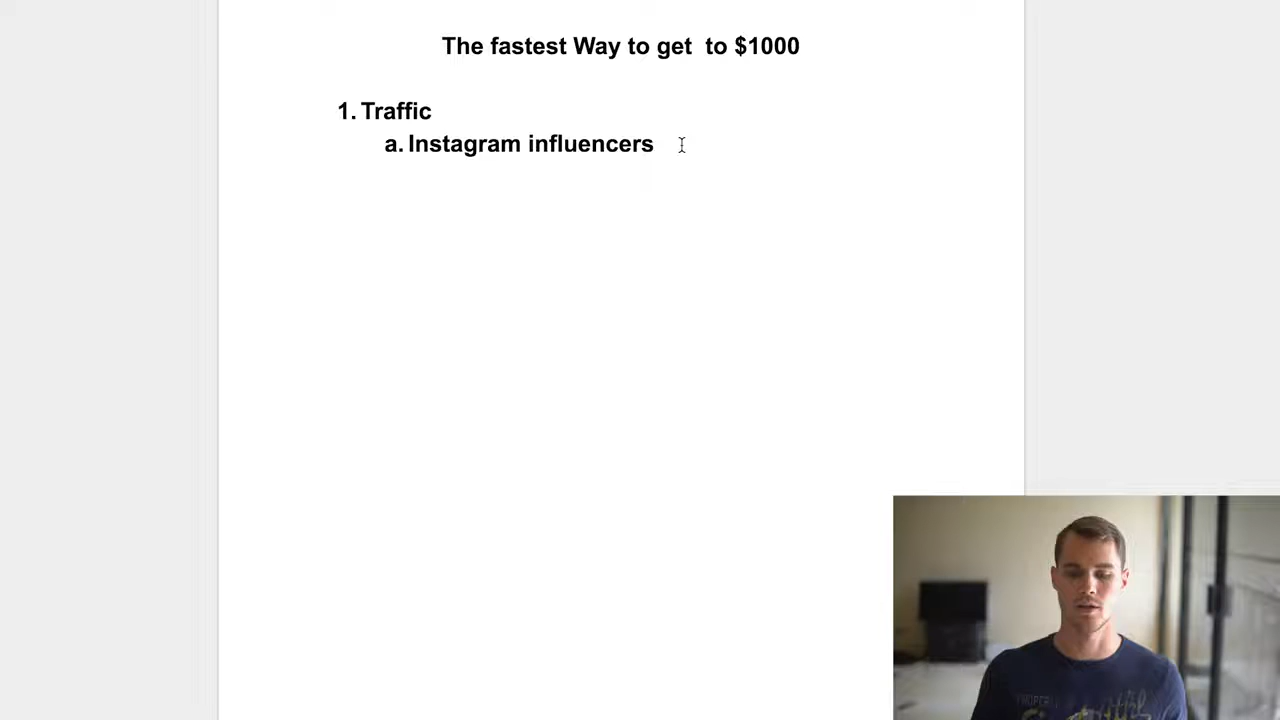 The fastest Way to get  to $1000
1. Traffic
a. Instagram influencers